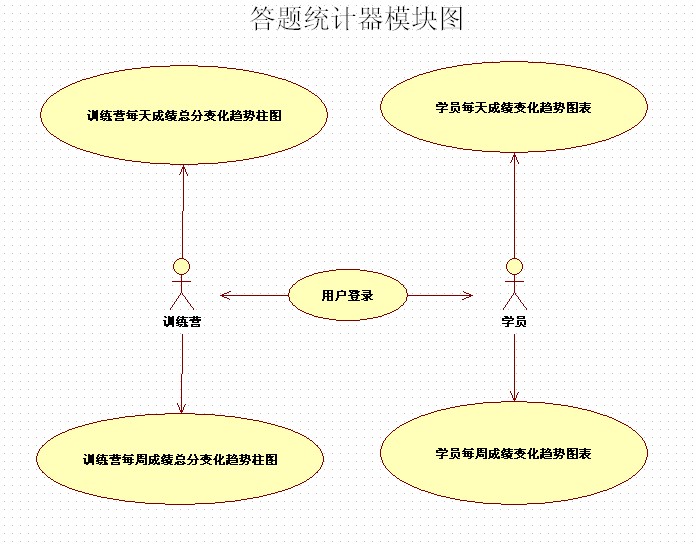 答题统计器模块图
训练营每天成绩总分变化趋势柱图
学员每天成绩变化趋势图表
用户登录
训练营
学员
训练营每周成绩总分变化趋势柱图
学员每周成绩变化趋势图表